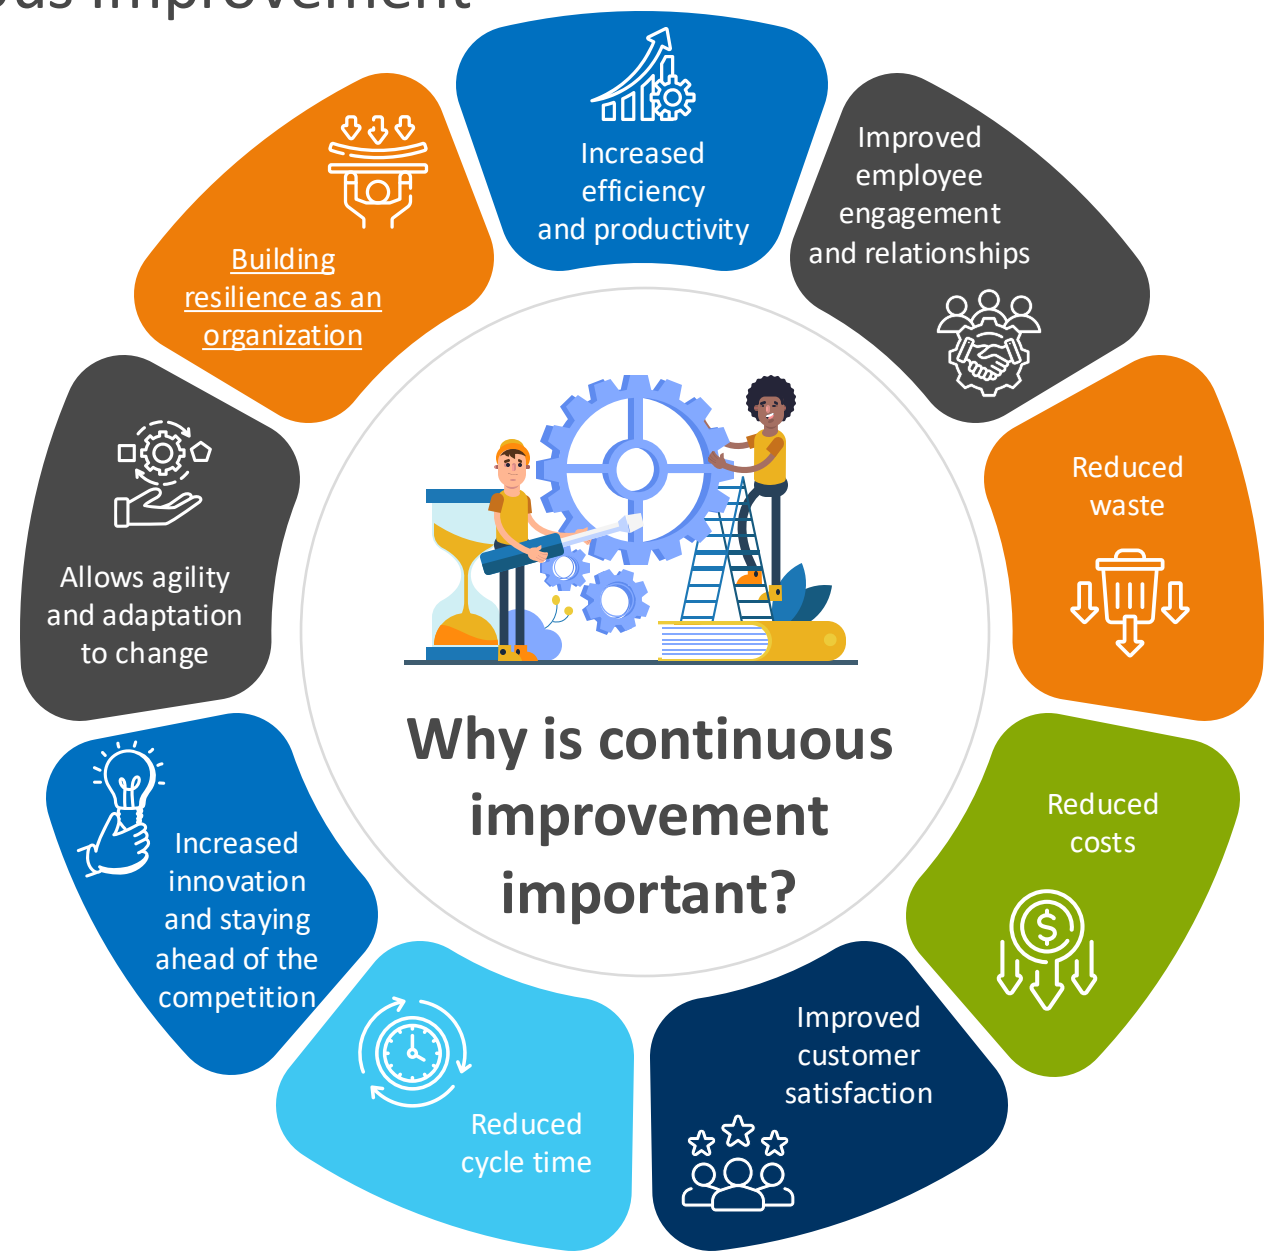 improvement
Increased
efficiency
and productivity
Improved
employee
engagement
and relationships
Reduced
waste
Reduced
costs
Improved
customer
satisfaction
Reduced
cycle time
Increased
innovation
and staying
ahead of the
competition
Allows agility
and adaptation
to change
Building
resilience as an
organization
Why is continuous
improvement
important?
$